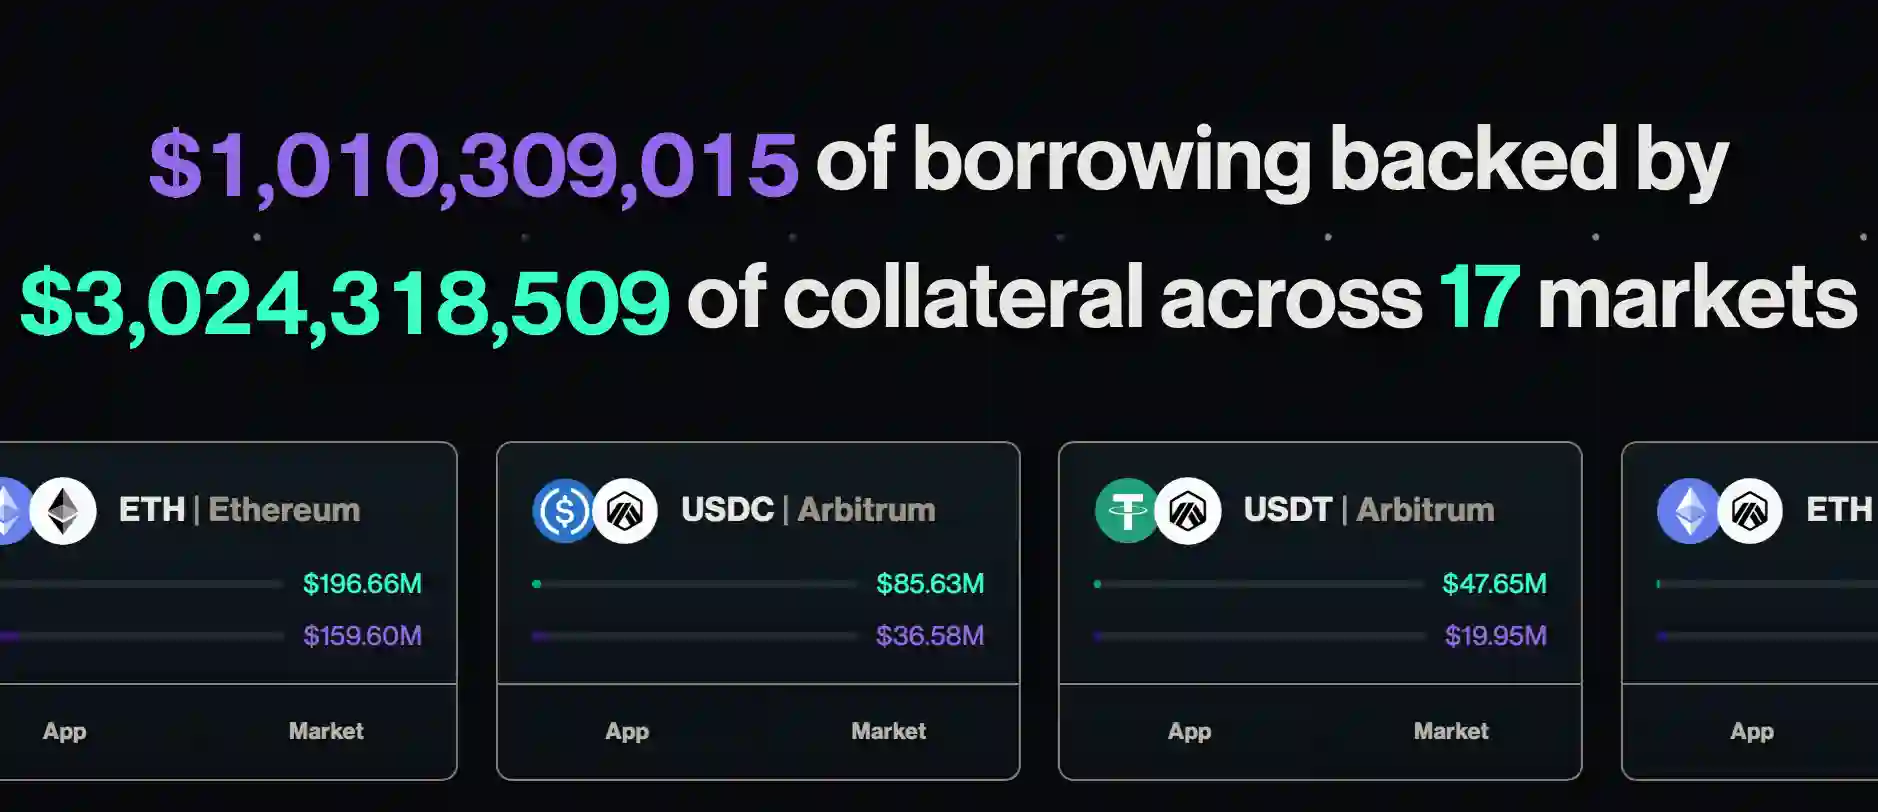 $1,010,309,015 of borrowing backed by
$3,024,318,509 of collateral across 17 markets
ETH | Ethereum
$196.66M
$159.60M
App Market
USDC | Arbitrum
$85.63M
$36.58M
App Market
USDT | Arbitrum
$47.65M
$19.95M
App Market
ETH
App